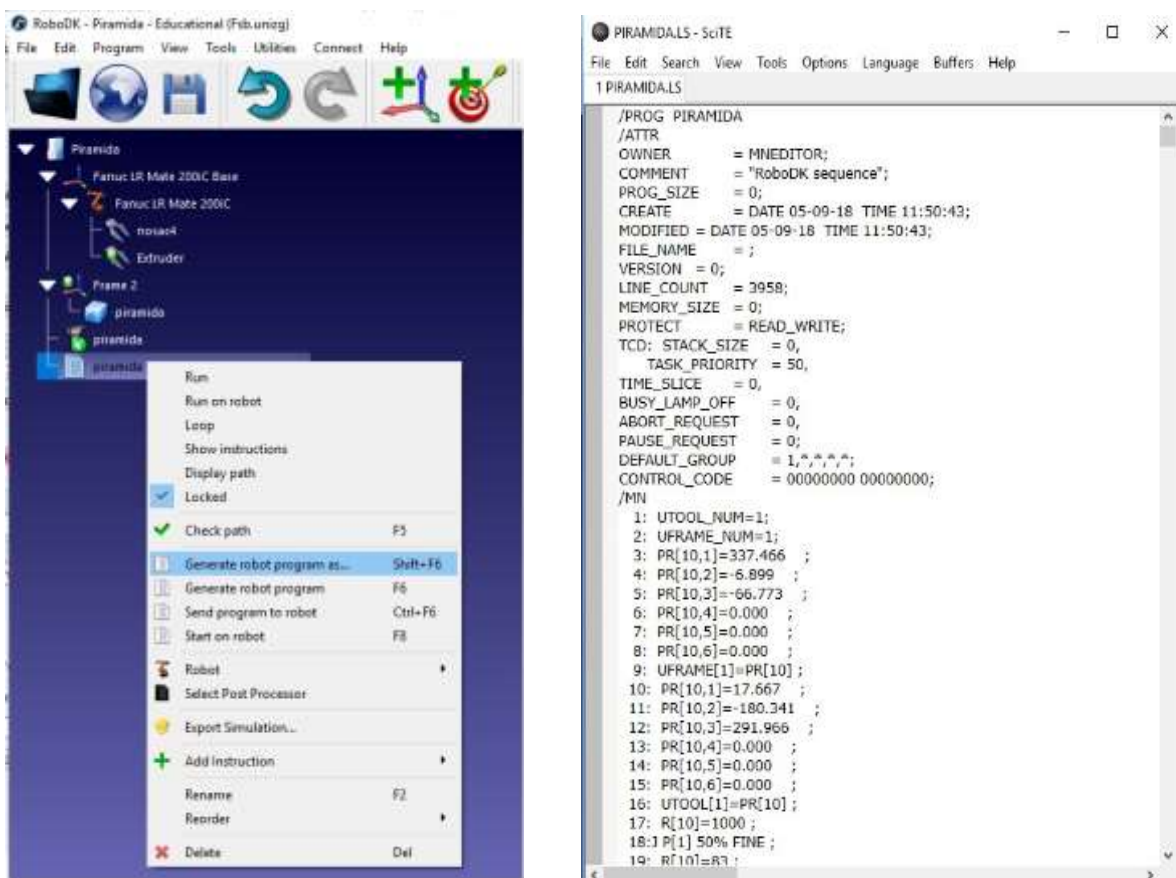 RoboDK - Piramida - Educational (Fsb.unizg)
File Edit Program View Tools Utilities Connect Help
Piramida
Fanuc LR Mate 200iC Base
Fanuc LR Mate 200iC
nosac4
Extruder
Frame 2
piramida
piramida
piramida
Run
Run on robot
Loop
Show instructions
Display path
Locked
Check path F5
Generate robot program as... Shift+F6
Generate robot program F6
Send program to robot Ctrl+F6
Start on robot F8
Robot
Select Post Processor
Export Simulation...
Add Instruction
Rename F2
Reorder
Delete Del
PIRAMIDA.LS - SciTE
File Edit Search View Tools Options Language Buffers Help
1 PIRAMIDA.LS
/PROG PIRAMIDA
/ATTR
OWNER = MNEDITOR;
COMMENT = "RoboDK sequence";
PROG_SIZE = 0;
CREATE = DATE 05-09-18 TIME 11:50:43;
MODIFIED = DATE 05-09-18 TIME 11:50:43;
FILE_NAME = ;
VERSION = 0;
LINE_COUNT = 3958;
MEMORY_SIZE = 0;
PROTECT = READ_WRITE;
TCD: STACK_SIZE = 0,
TASK_PRIORITY = 50,
TIME_SLICE = 0,
BUSY_LAMP_OFF = 0,
ABORT_REQUEST = 0,
PAUSE_REQUEST = 0;
DEFAULT_GROUP = 1,*,*,*,*;
CONTROL_CODE = 00000000 00000000;
/MN
1: UTOOL_NUM=1;
2: UFRAME_NUM=1;
3: PR[10,1]=337.466 ;
4: PR[10,2]=-6.899 ;
5: PR[10,3]=-66.773 ;
6: PR[10,4]=0.000 ;
7: PR[10,5]=0.000 ;
8: PR[10,6]=0.000 ;
9: UFRAME[1]=PR[10] ;
10: PR[10,1]=17.667 ;
11: PR[10,2]=-180.341 ;
12: PR[10,3]=291.966 ;
13: PR[10,4]=0.000 ;
14: PR[10,5]=0.000 ;
15: PR[10,6]=0.000 ;
16: UTOOL[1]=PR[10] ;
17: R[10]=1000 ;
18:J P[1] 50% FINE ;
19: R[10]=83 ;